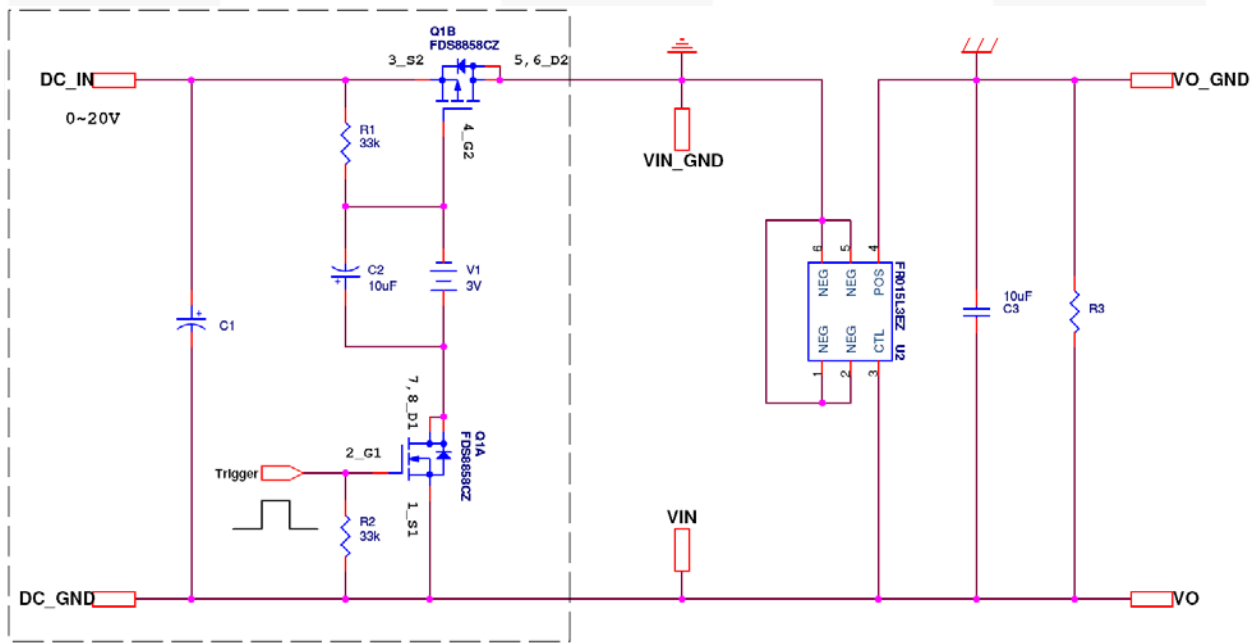 Q1B
FDS8858CZ
3_S2
5,6_D2
DC_IN
0~20V
R1
33k
4_G2
VIN_GND
VO_GND
C2
10uF
V1
3V
C1
6
5
4
NEG
NEG
POS
FR015L3EZ U2
NEG
NEG
CTL
1
2
3
10uF
C3
R3
7,8_D1
Q1A
FDS8858CZ
2_G1
Trigger
1_S1
R2
33k
VIN
DC_GND
VO